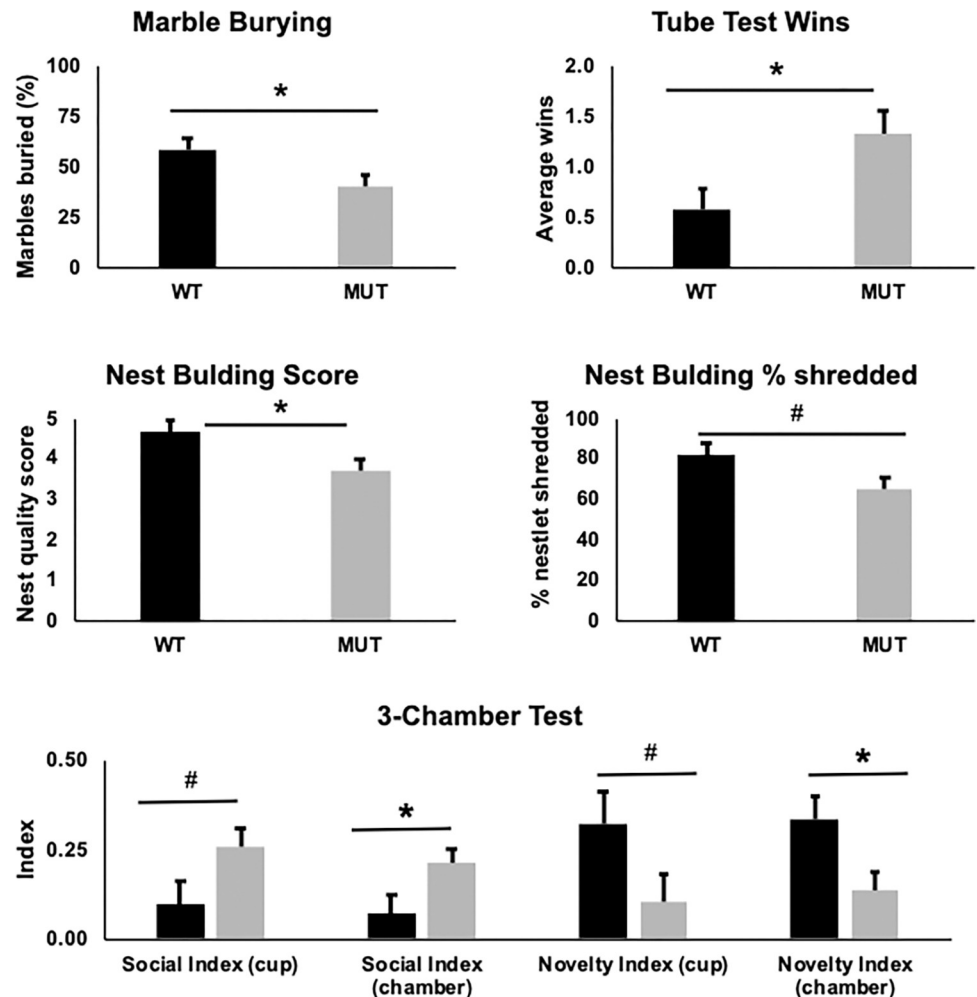 Marble Burying
Marbles buried (%)
100
75
50
25
0
*
WT MUT
Tube Test Wins
Average wins
2.0
1.5
1.0
0.5
0.0
*
WT MUT
Nest Bulding Score
Nest quality score
5
4
3
2
1
0
*
WT MUT
Nest Bulding % shredded
% nestlet shredded
100
80
60
40
20
0
#
WT MUT
3-Chamber Test
Index
0.50
0.25
0.00
# * # *
Social Index (cup)
Social Index
(chamber)
Novelty Index (cup)
Novelty Index
(chamber)